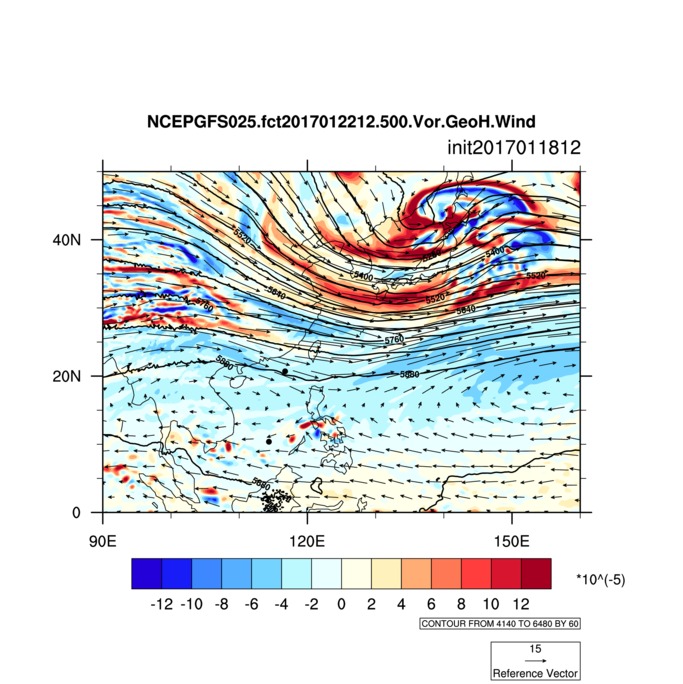 NCEPGFS025.fct2017012212.500.Vor.GeoH.Wind
init2017011812
40N
20N
0
90E 120E 150E
5520
5400
5640
5760
5880
5400
5520
5520
5640
5760
5880
5880
-12 -10 -8 -6 -4 -2 0 2 4 6 8 10 12
*10^(-5)
CONTOUR FROM 4140 TO 6480 BY 60
15
Reference Vector